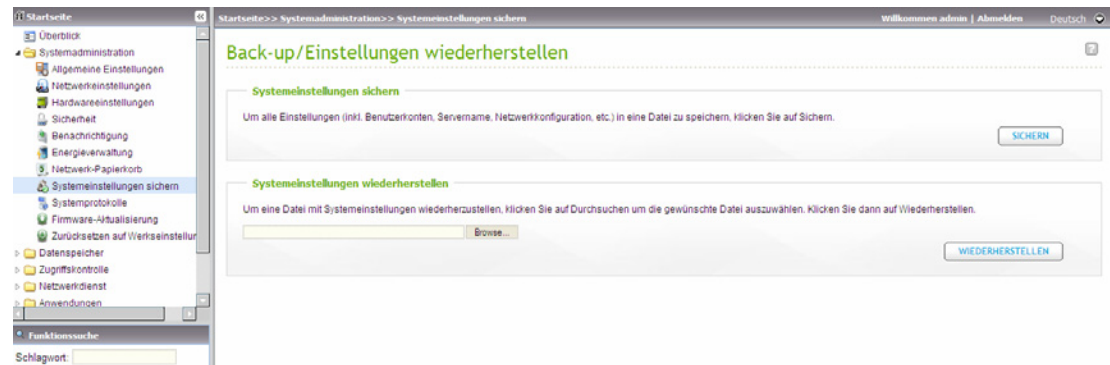 Startseite
Startseite>> Systemadministration>> Systemeinstellungen sichern
Willkommen admin | Abmelden
Deutsch
Überblick
Systemadministration
Allgemeine Einstellungen
Netzwerkeinstellungen
Hardwareeinstellungen
Sicherheit
Benachrichtigung
Energieverwaltung
Netzwerk-Papierkorb
Systemeinstellungen sichern
Systemprotokolle
Firmware-Aktualisierung
Zurücksetzen auf Werkseinstellur
Datenspeicher
Zugriffskontrolle
Netzwerkdienst
Anwendungen
Funktionssuche
Schlagwort:
Back-up/Einstellungen wiederherstellen
Systemeinstellungen sichern
Um alle Einstellungen (inkl. Benutzerkonten, Servername, Netzwerkkonfiguration, etc.) in eine Datei zu speichern, klicken Sie auf Sichern.
SICHERN
Systemeinstellungen wiederherstellen
Um eine Datei mit Systemeinstellungen wiederherzustellen, klicken Sie auf Durchsuchen um die gewünschte Datei auszuwählen. Klicken Sie dann auf Wiederherstellen.
Browse...
WIEDERHERSTELLEN